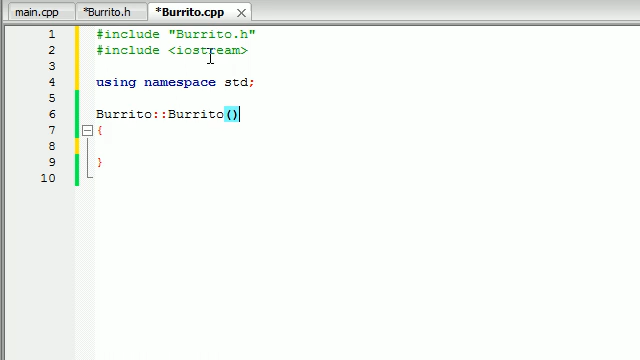 main.cpp *Burrito.h *Burrito.cpp
1 #include "Burrito.h"
2 #include <iostream>
3
4 using namespace std;
5
6 Burrito::Burrito()
7 {
8
9 }
10